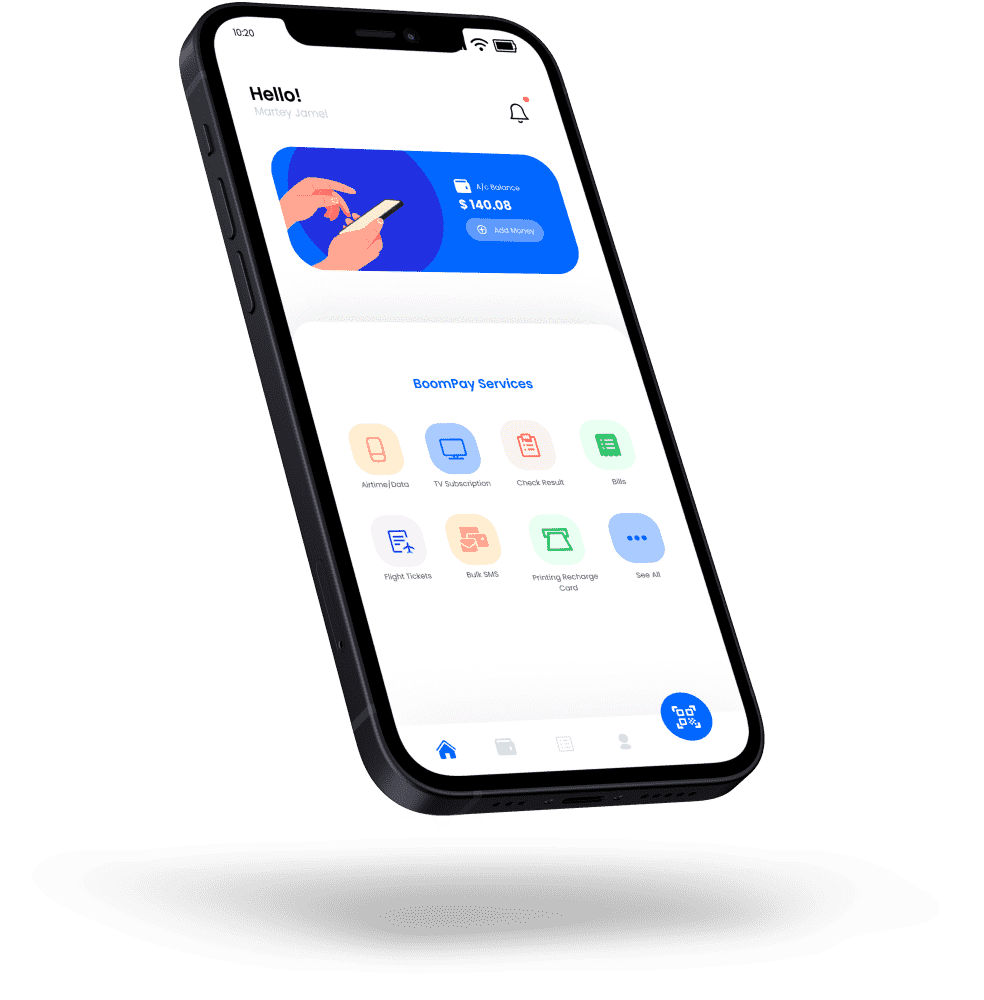 10:20
Hello!
Martey Jamel
A/c Balance
$ 140.08
Add Money
BoomPay Services
Airtime/Data
TV Subscription
Check Result
Bills
Flight Tickets
Bulk SMS
Printing Recharge
Card
See All